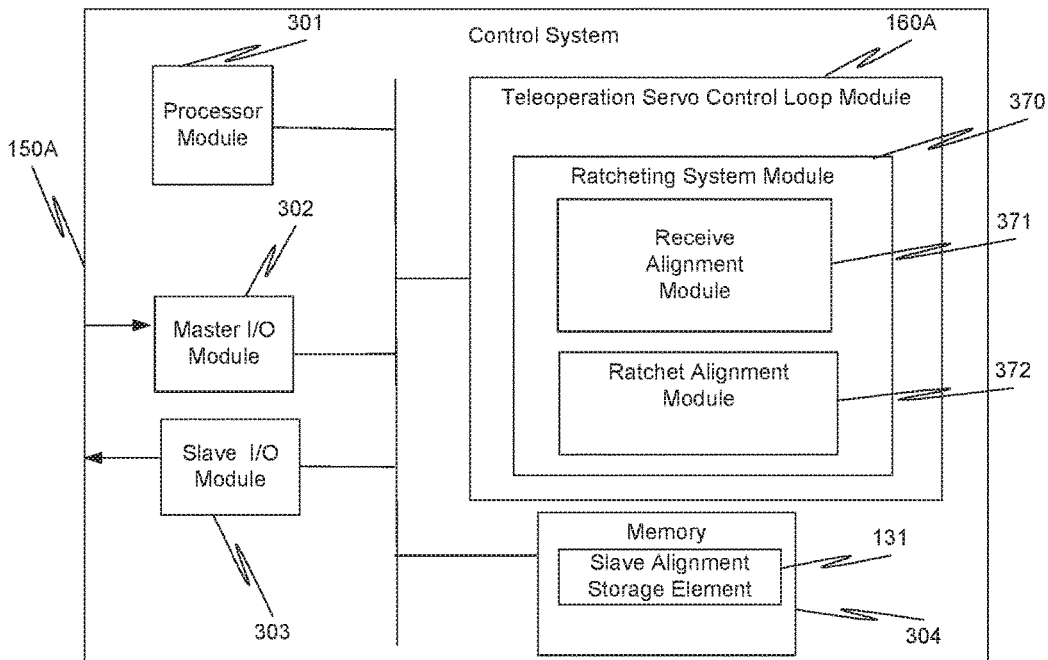 301
Control System
160A
Processor
Module
Teleoperation Servo Control Loop Module
370
150A
Ratcheting System Module
302
Receive
Alignment
Module
371
Master I/O
Module
Ratchet Alignment
Module
372
Slave I/O
Module
Memory
131
Slave Alignment
Storage Element
303
304